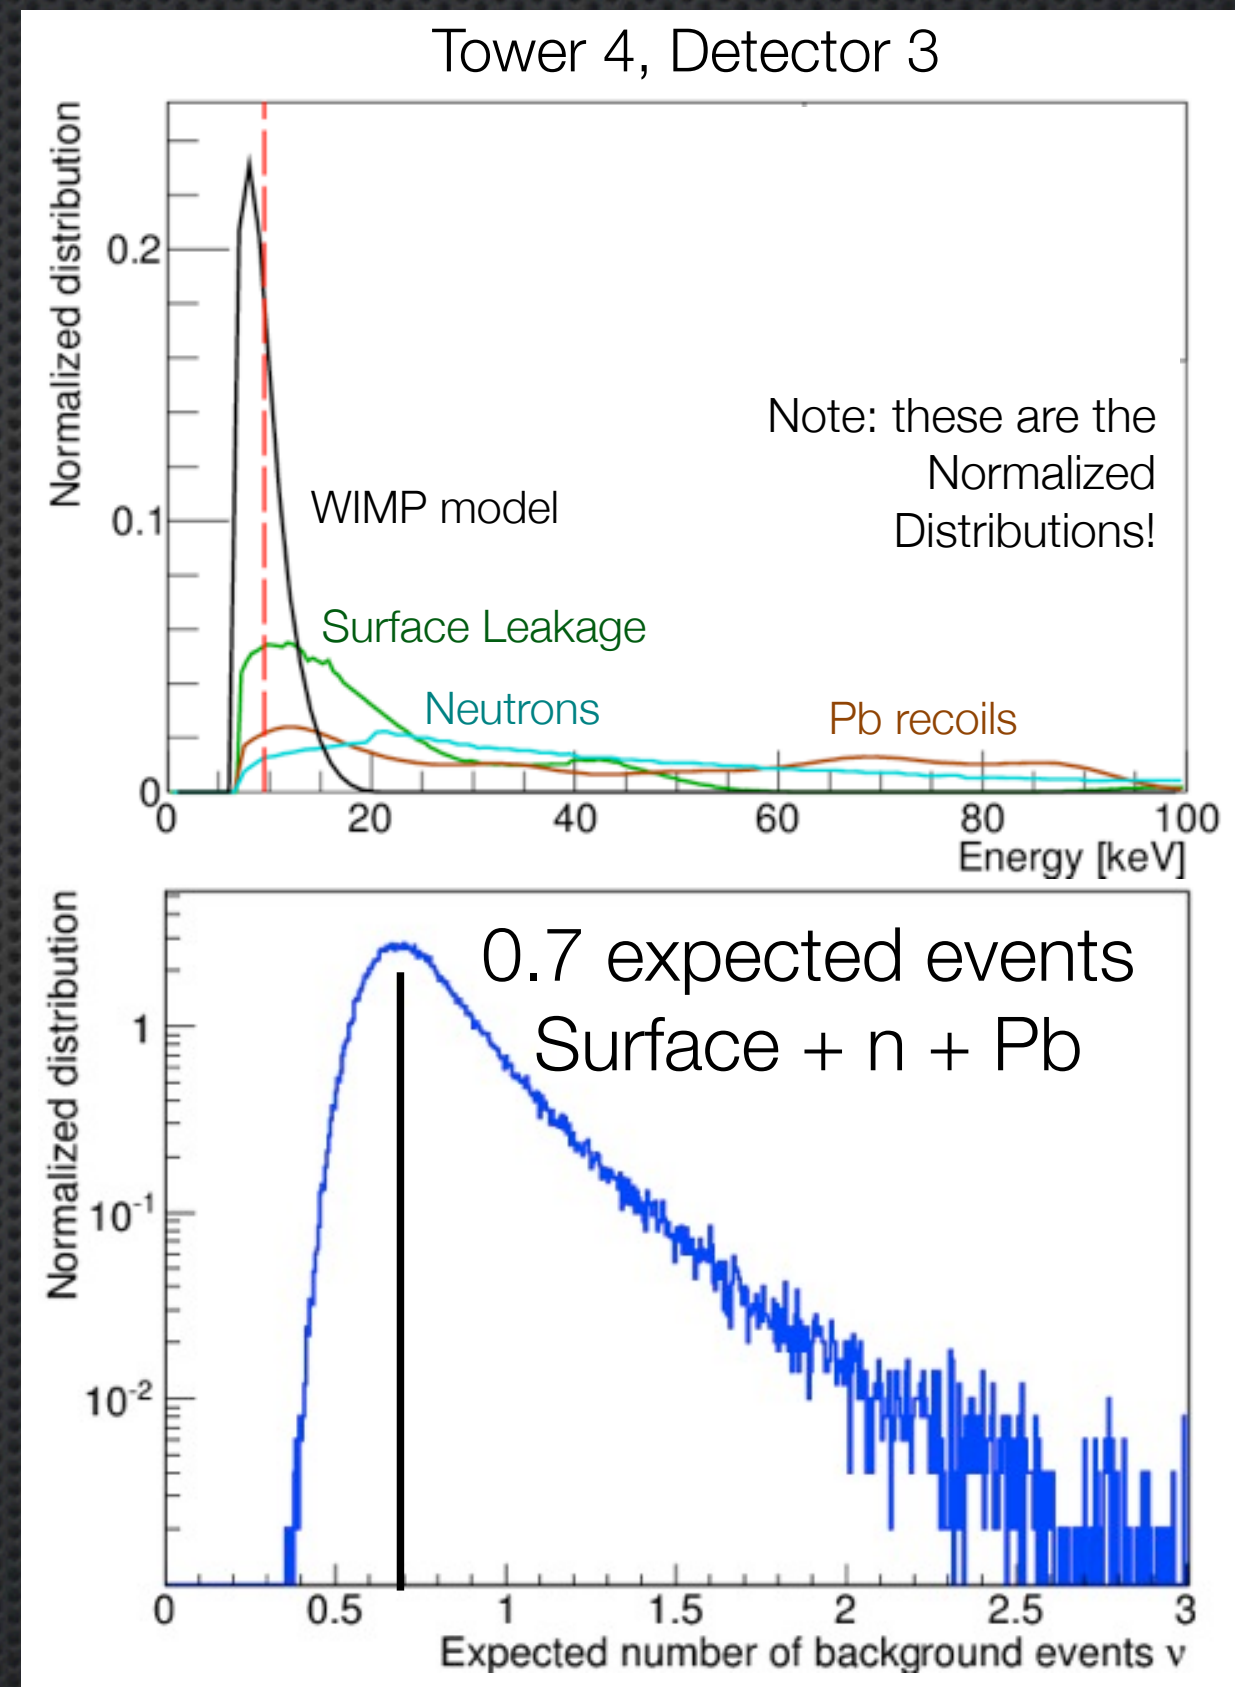 Tower 4, Detector 3
Normalized distribution
0.2
0.1
0
Note: these are the
Normalized
Distributions!
WIMP model
Surface Leakage
Neutrons
Pb recoils
0 20 40 60 80 100
Energy [keV]
Normalized distribution
1
10⁻¹
10⁻²
0.7 expected events
Surface + n + Pb
0 0.5 1 1.5 2 2.5 3
Expected number of background events ν